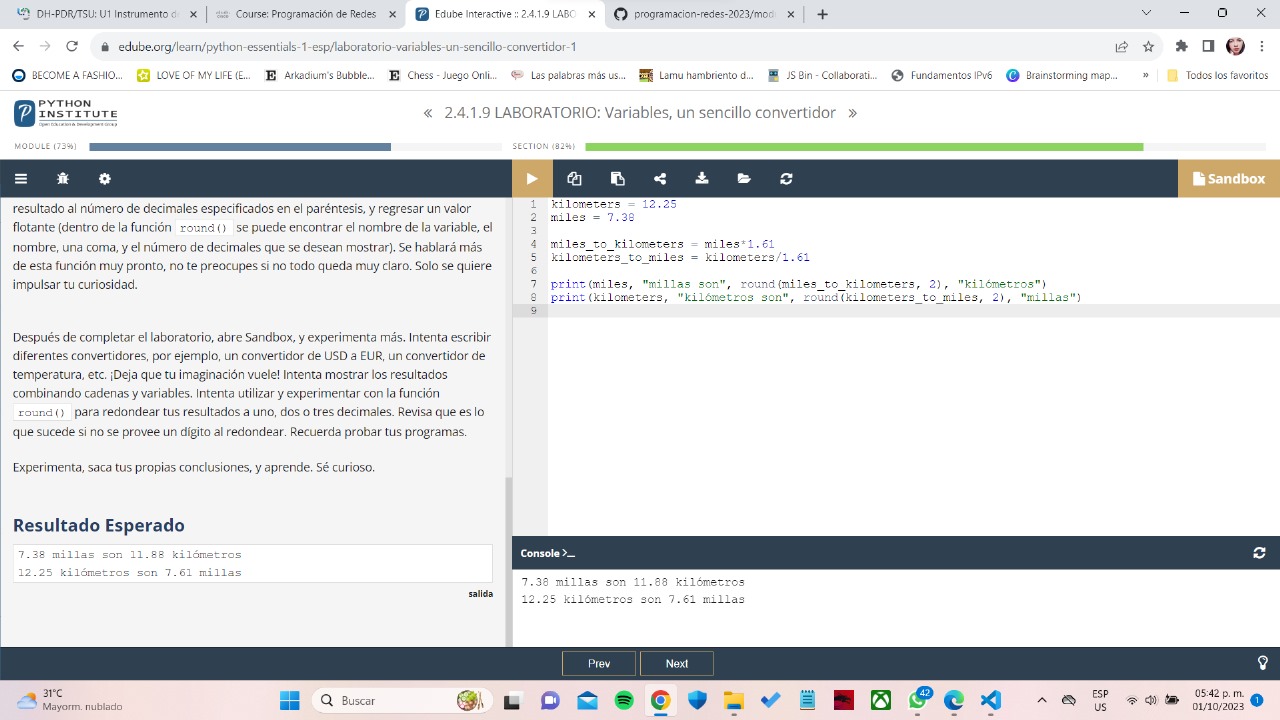 DH-PDR/TSU: U1 Instrumento d
Course: Programación de Redes
Edube Interactive :: 2.4.1.9 LABO
programacion-redes-2023/mod
edube.org/learn/python-essentials-1-esp/laboratorio-variables-un-sencillo-convertidor-1
BECOME A FASHIO... LOVE OF MY LIFE (E... Arkadium's Bubble... Chess - Juego Onli... Las palabras más us... Lamu hambriento d... JS Bin - Collaborati... Fundamentos IPv6 Brainstorming map... » Todos los favoritos
PYTHON
INSTITUTE
Open Education & Development Group
« 2.4.1.9 LABORATORIO: Variables, un sencillo convertidor »
MODULE (73%)
SECTION (82%)
Sandbox
resultado al número de decimales especificados en el paréntesis, y regresar un valor
flotante (dentro de la función round() se puede encontrar el nombre de la variable, el
nombre, una coma, y el número de decimales que se desean mostrar). Se hablará más
de esta función muy pronto, no te preocupes si no todo queda muy claro. Solo se quiere
impulsar tu curiosidad.
Después de completar el laboratorio, abre Sandbox, y experimenta más. Intenta escribir
diferentes convertidores, por ejemplo, un convertidor de USD a EUR, un convertidor de
temperatura, etc. ¡Deja que tu imaginación vuele! Intenta mostrar los resultados
combinando cadenas y variables. Intenta utilizar y experimentar con la función
round() para redondear tus resultados a uno, dos o tres decimales. Revisa que es lo
que sucede si no se provee un dígito al redondear. Recuerda probar tus programas.
Experimenta, saca tus propias conclusiones, y aprende. Sé curioso.
Resultado Esperado
7.38 millas son 11.88 kilómetros
12.25 kilómetros son 7.61 millas
salida
1 kilometers = 12.25
2 miles = 7.38
3
4 miles_to_kilometers = miles*1.61
5 kilometers_to_miles = kilometers/1.61
6
7 print(miles, "millas son", round(miles_to_kilometers, 2), "kilómetros")
8 print(kilometers, "kilómetros son", round(kilometers_to_miles, 2), "millas")
9
Console >_
7.38 millas son 11.88 kilómetros
12.25 kilómetros son 7.61 millas
Prev
Next
31°C
Mayorm. nublado
Buscar
42
ESP
US
05:42 p. m.
01/10/2023
1